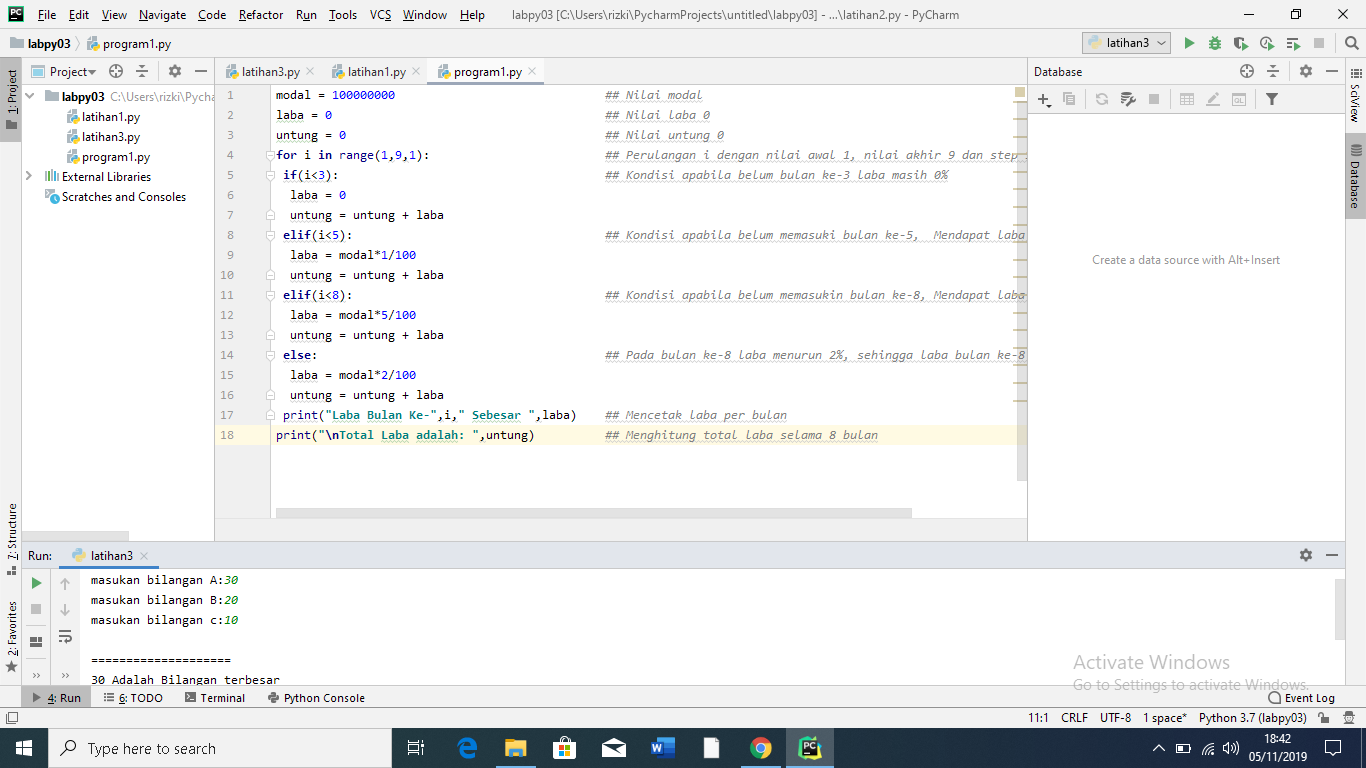 File Edit View Navigate Code Refactor Run Tools VCS Window Help labpy03 [C:\Users\rizki\PycharmProjects\untitled\labpy03] - ...\latihan2.py - PyCharm
labpy03 program1.py latihan3
1: Project
Project
labpy03 C:\Users\rizki\Pycha
latihan1.py
latihan3.py
program1.py
External Libraries
Scratches and Consoles
latihan3.py latihan1.py program1.py
1 modal = 100000000 ## Nilai modal
2 laba = 0 ## Nilai laba 0
3 untung = 0 ## Nilai untung 0
4 for i in range(1,9,1): ## Perulangan i dengan nilai awal 1, nilai akhir 9 dan step
5 if(i<3): ## Kondisi apabila belum bulan ke-3 laba masih 0%
6 laba = 0
7 untung = untung + laba
8 elif(i<5): ## Kondisi apabila belum memasuki bulan ke-5,  Mendapat laba
9 laba = modal*1/100
10 untung = untung + laba
11 elif(i<8): ## Kondisi apabila belum memasukin bulan ke-8, Mendapat laba
12 laba = modal*5/100
13 untung = untung + laba
14 else: ## Pada bulan ke-8 laba menurun 2%, sehingga laba bulan ke-8
15 laba = modal*2/100
16 untung = untung + laba
17 print("Laba Bulan Ke-",i," Sebesar ",laba) ## Mencetak laba per bulan
18 print("\nTotal Laba adalah: ",untung) ## Menghitung total laba selama 8 bulan
Database
Create a data source with Alt+Insert
SciView
Database
7: Structure
2: Favorites
Run: latihan3
masukan bilangan A:30
masukan bilangan B:20
masukan bilangan c:10
====================
30 Adalah Bilangan terbesar
Activate Windows
Go to Settings to activate Windows.
4: Run 6: TODO Terminal Python Console Event Log
11:1 CRLF UTF-8 1 space* Python 3.7 (labpy03)
Type here to search
18:42
05/11/2019